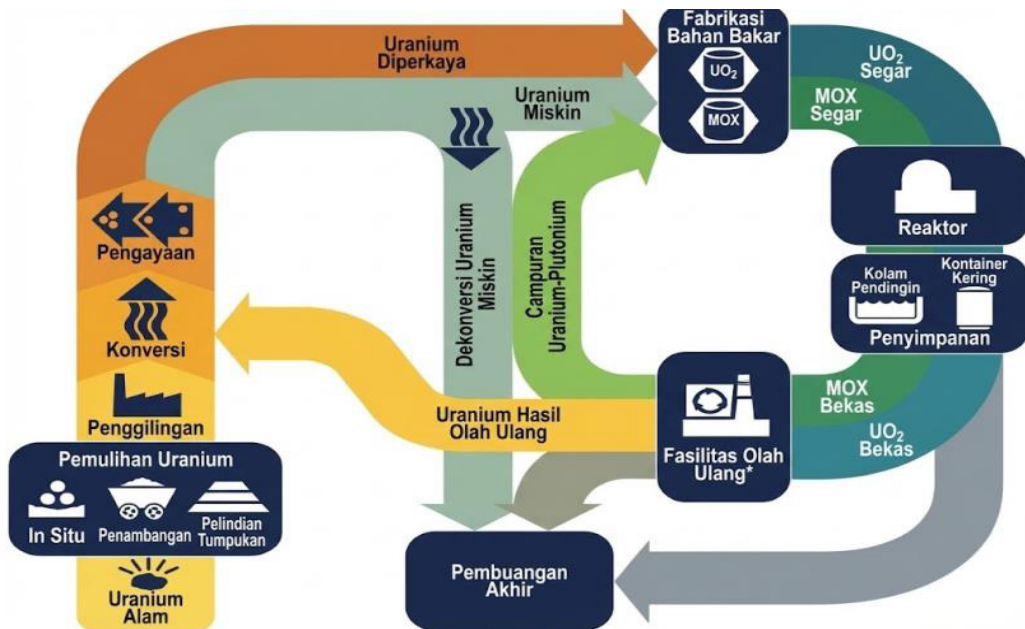 Uranium
Diperkaya
Uranium
Miskin
Fabrikasi
Bahan Bakar
UO₂
MOX
UO₂
Segar
MOX
Segar
Reaktor
Kolam
Pendingin
Kontainer
Kering
Penyimpanan
MOX
Bekas
UO₂
Bekas
Fasilitas Olah
Ulang*
Campuran
Uranium-Plutonium
Dekonversi Uranium
Miskin
Uranium Hasil
Olah Ulang
Pengayaan
Konversi
Penggilingan
Pemulihan Uranium
In Situ
Penambangan
Pelindian
Tumpukan
Uranium
Alam
Pembuangan
Akhir